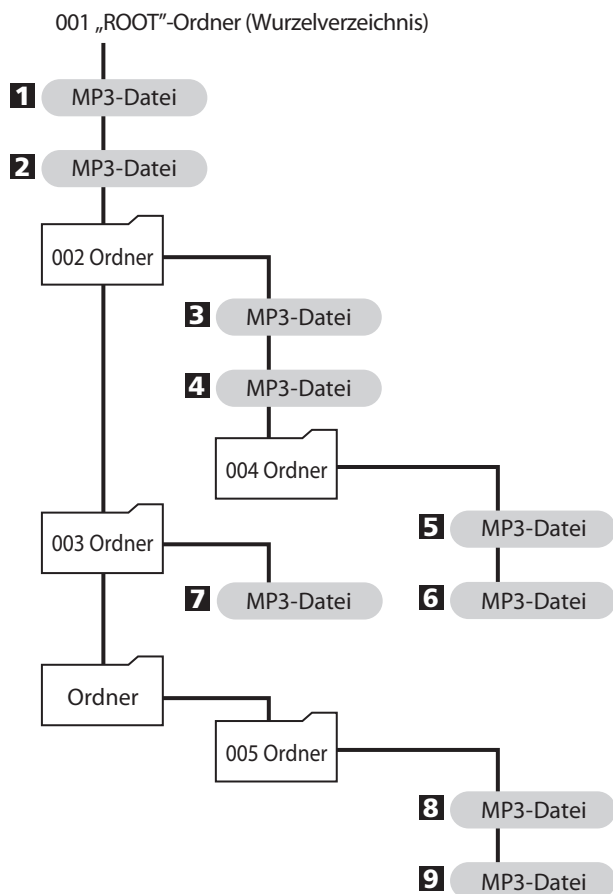 001 „ROOT”-Ordner (Wurzelverzeichnis)
1 MP3-Datei
2 MP3-Datei
002 Ordner
3 MP3-Datei
4 MP3-Datei
004 Ordner
5 MP3-Datei
6 MP3-Datei
003 Ordner
7 MP3-Datei
Ordner
005 Ordner
8 MP3-Datei
9 MP3-Datei